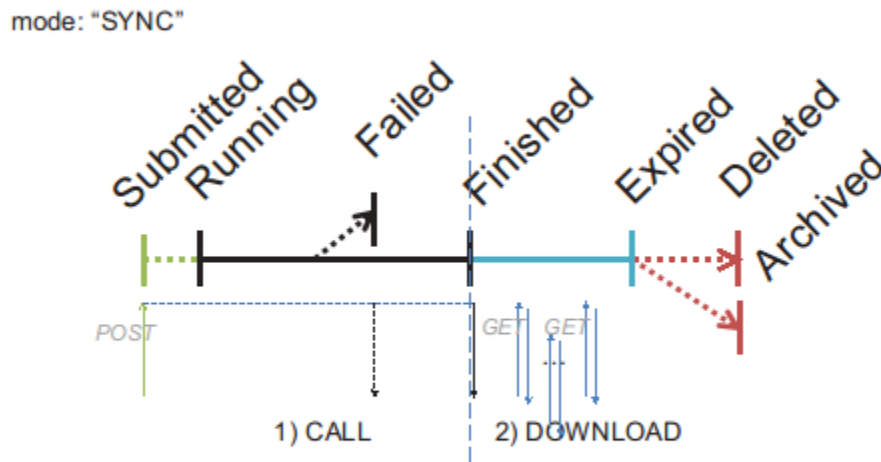 mode: “SYNC”
Submitted
Running
Failed
Finished
Expired
Deleted
Archived
POST
GET
GET
...
1) CALL
2) DOWNLOAD